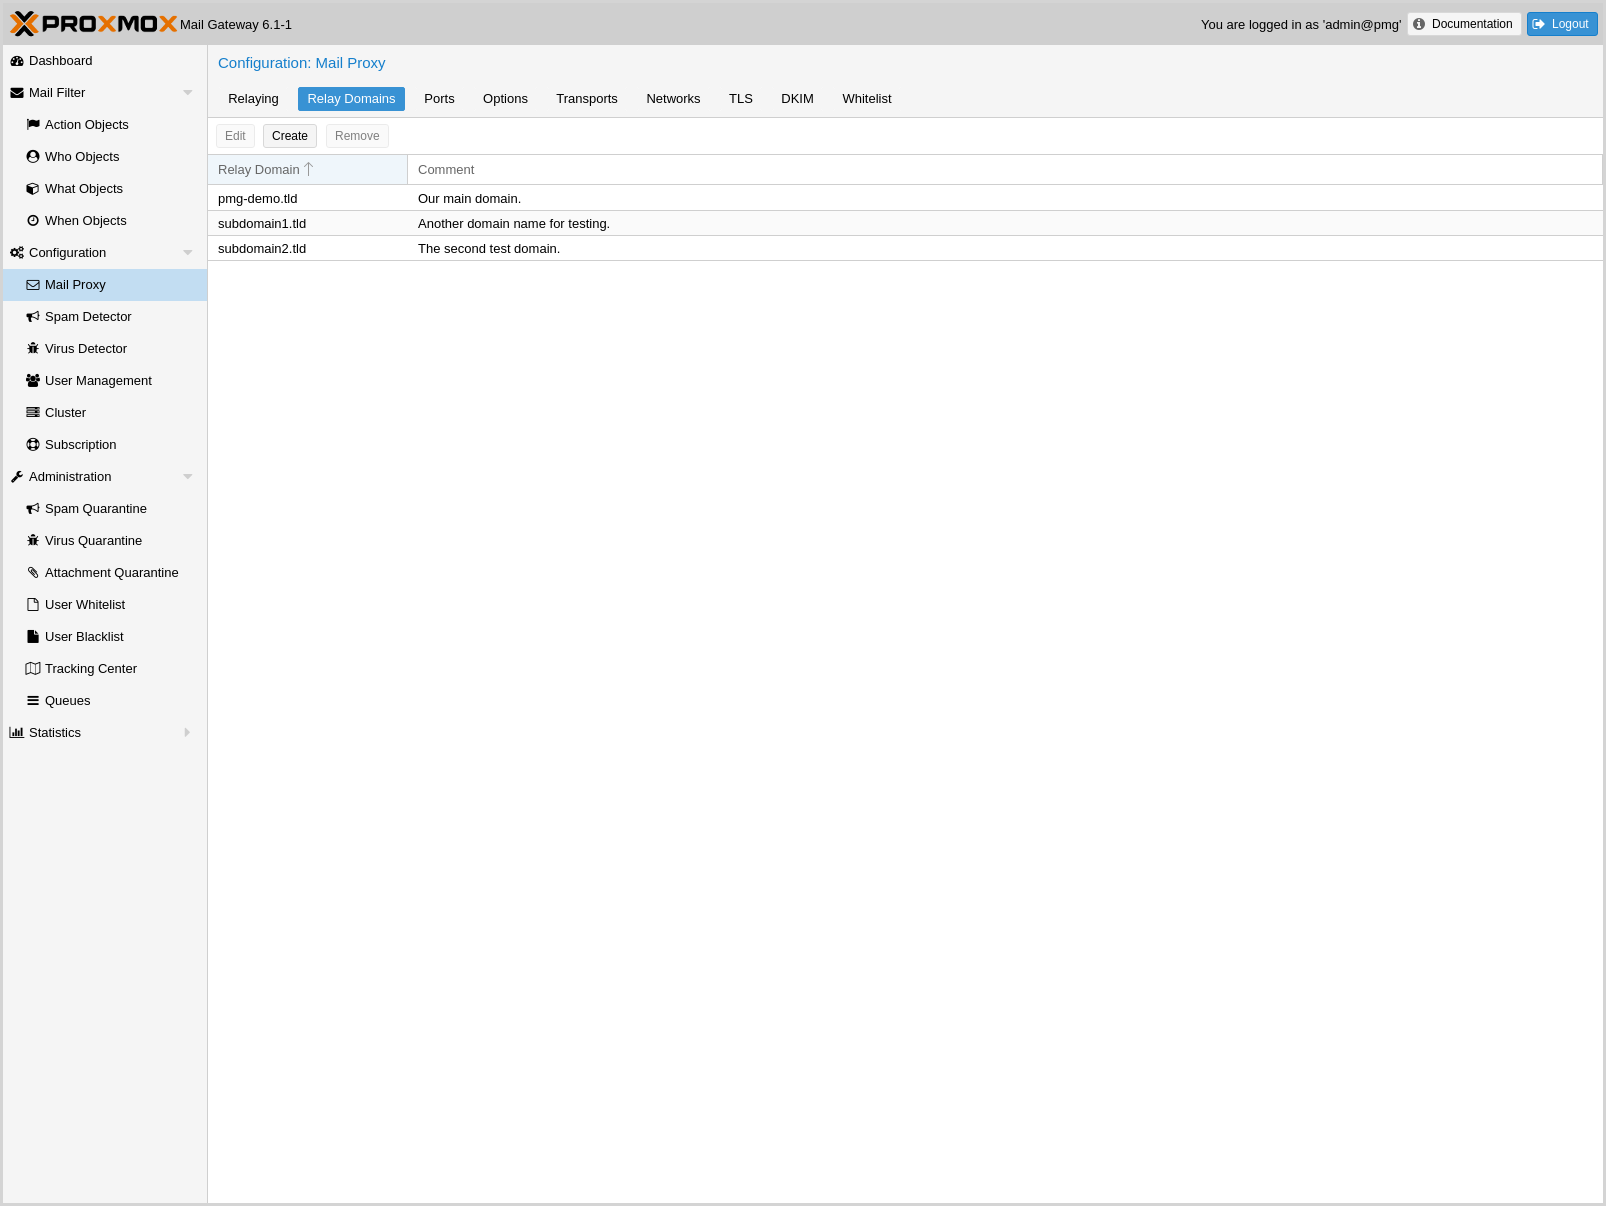 PROXMOX Mail Gateway 6.1-1
You are logged in as 'admin@pmg' Documentation Logout
Dashboard
Mail Filter
Action Objects
Who Objects
What Objects
When Objects
Configuration
Mail Proxy
Spam Detector
Virus Detector
User Management
Cluster
Subscription
Administration
Spam Quarantine
Virus Quarantine
Attachment Quarantine
User Whitelist
User Blacklist
Tracking Center
Queues
Statistics
Configuration: Mail Proxy
Relaying Relay Domains Ports Options Transports Networks TLS DKIM Whitelist
Edit Create Remove
Relay Domain Comment
pmg-demo.tld Our main domain.
subdomain1.tld Another domain name for testing.
subdomain2.tld The second test domain.